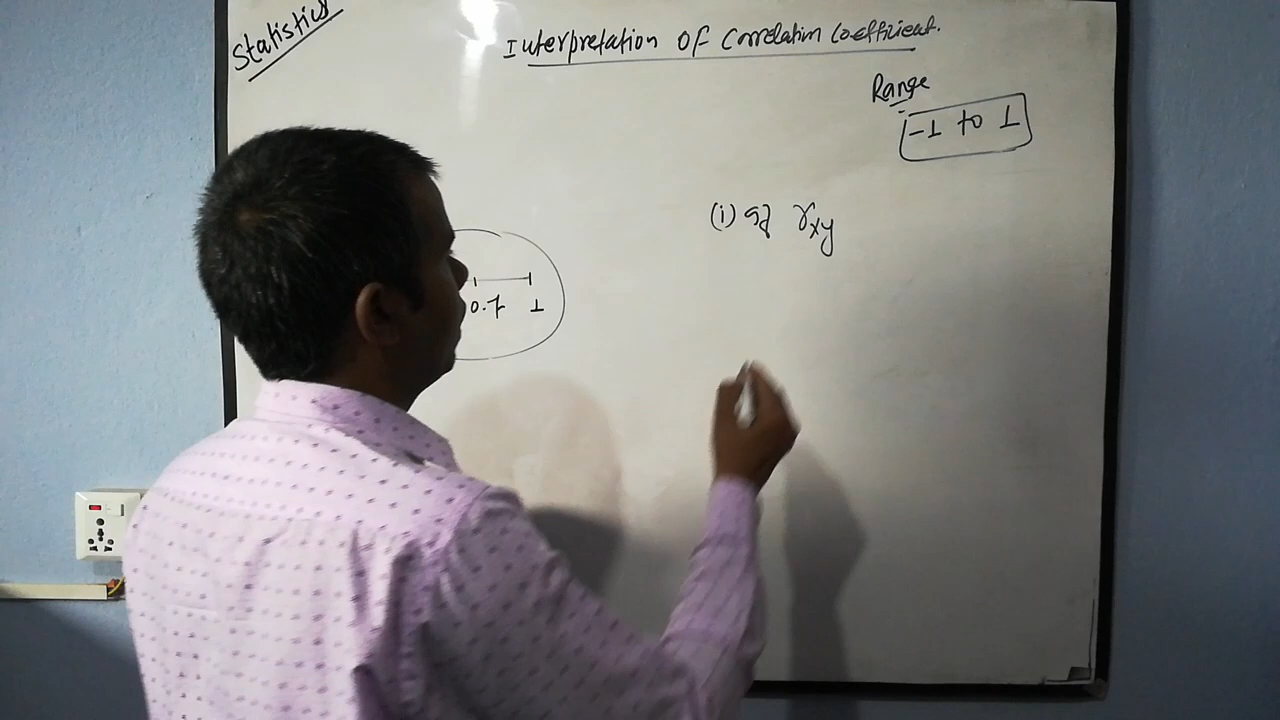 Statistics
Interpretation Of Correlation Coefficient.
Range
-1 to 1
(i) If rxy
0.7 1